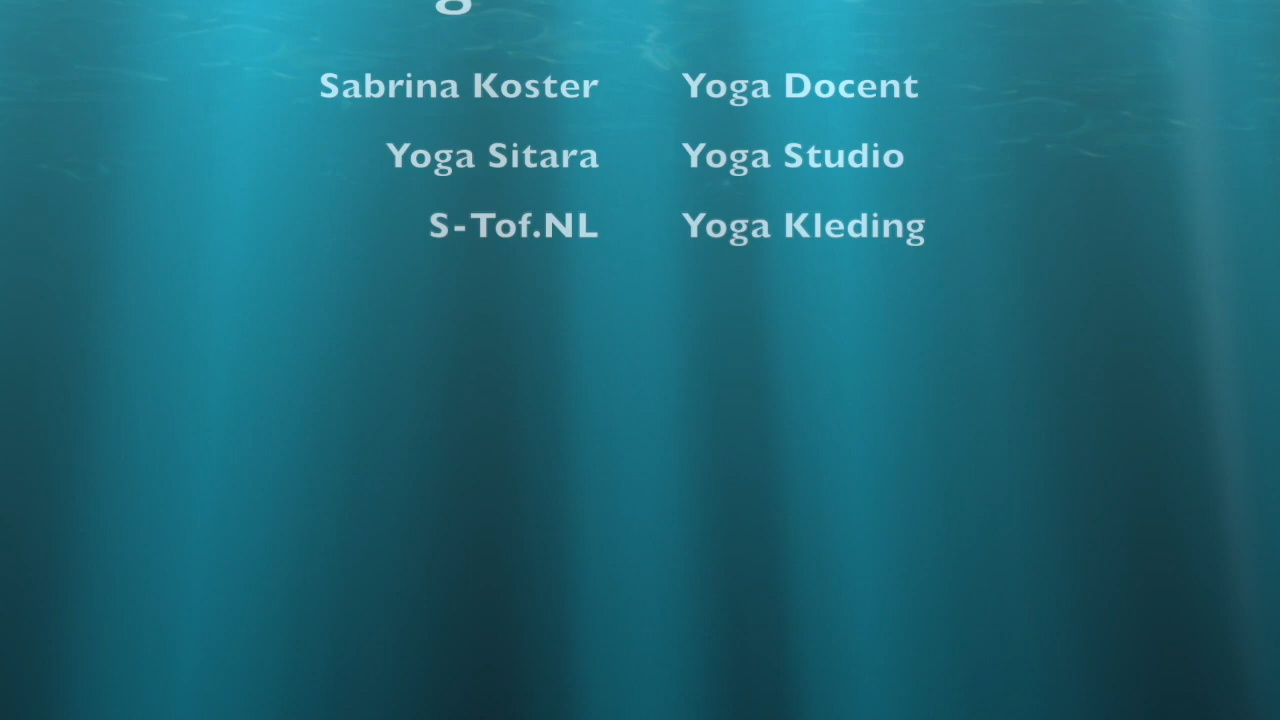 Sabrina Koster Yoga Docent
Yoga Sitara Yoga Studio
S-Tof.NL Yoga Kleding